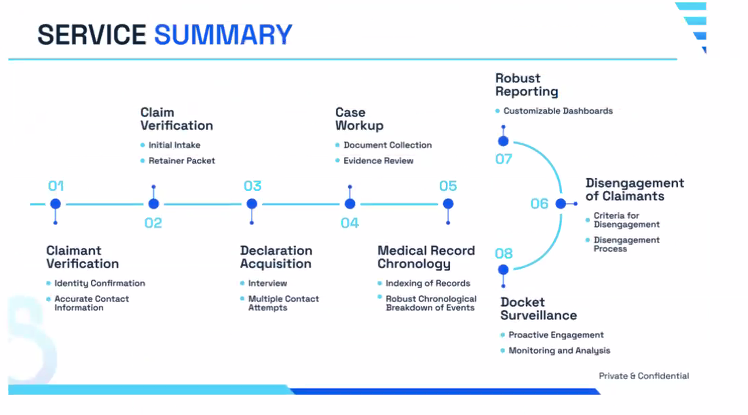 SERVICE SUMMARY
01
Claimant
Verification
Identity Confirmation
Accurate Contact
Information
02
Claim
Verification
Initial Intake
Retainer Packet
03
Declaration
Acquisition
Interview
Multiple Contact
Attempts
04
Case
Workup
Document Collection
Evidence Review
05
Medical Record
Chronology
Indexing of Records
Robust Chronological
Breakdown of Events
06
Disengagement
of Claimants
Criteria for
Disengagement
Disengagement
Process
07
Robust
Reporting
Customizable Dashboards
08
Docket
Surveillance
Proactive Engagement
Monitoring and Analysis
Private & Confidential